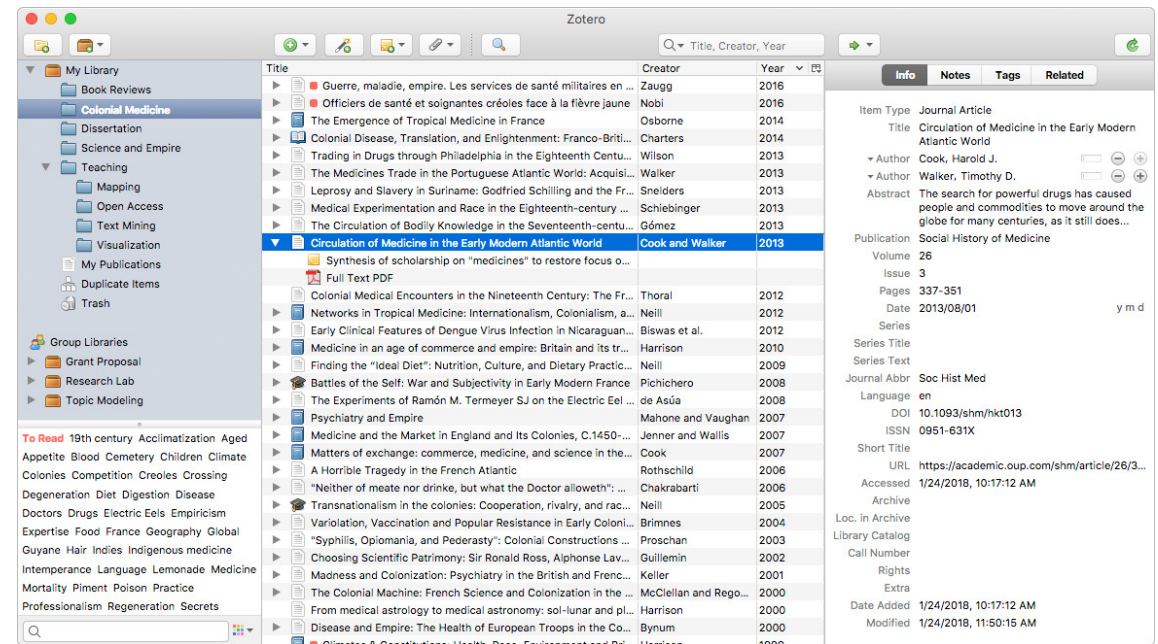 Zotero
Title, Creator, Year
My Library
Book Reviews
Colonial Medicine
Dissertation
Science and Empire
Teaching
Mapping
Open Access
Text Mining
Visualization
My Publications
Duplicate Items
Trash
Group Libraries
Grant Proposal
Research Lab
Topic Modeling
To Read 19th century Acclimatization Aged
Appetite Blood Cemetery Children Climate
Colonies Competition Creoles Crossing
Degeneration Diet Digestion Disease
Doctors Drugs Electric Eels Empiricism
Expertise Food France Geography Global
Guyane Hair Indies Indigenous medicine
Intemperance Language Lemonade Medicine
Mortality Piment Poison Practice
Professionalism Regeneration Secrets
Title Creator Year
Guerre, maladie, empire. Les services de santé militaires en ... Zaugg 2016
Officiers de santé et soignantes créoles face à la fièvre jaune Nobi 2016
The Emergence of Tropical Medicine in France Osborne 2014
Colonial Disease, Translation, and Enlightenment: Franco-Briti... Charters 2014
Trading in Drugs through Philadelphia in the Eighteenth Centu... Wilson 2013
The Medicines Trade in the Portuguese Atlantic World: Acquisi... Walker 2013
Leprosy and Slavery in Suriname: Godfried Schilling and the Fr... Snelders 2013
Medical Experimentation and Race in the Eighteenth-century ... Schiebinger 2013
The Circulation of Bodily Knowledge in the Seventeenth-centu... Gómez 2013
Circulation of Medicine in the Early Modern Atlantic World Cook and Walker 2013
Synthesis of scholarship on "medicines" to restore focus o...
Full Text PDF
Colonial Medical Encounters in the Nineteenth Century: The Fr... Thoral 2012
Networks in Tropical Medicine: Internationalism, Colonialism, a... Neill 2012
Early Clinical Features of Dengue Virus Infection in Nicaraguan... Biswas et al. 2012
Medicine in an age of commerce and empire: Britain and its tr... Harrison 2010
Finding the “Ideal Diet”: Nutrition, Culture, and Dietary Practic... Neill 2009
Battles of the Self: War and Subjectivity in Early Modern France Pichichero 2008
The Experiments of Ramón M. Termeyer SJ on the Electric Eel ... de Asúa 2008
Psychiatry and Empire Mahone and Vaughan 2007
Medicine and the Market in England and Its Colonies, C.1450-... Jenner and Wallis 2007
Matters of exchange: commerce, medicine, and science in the... Cook 2007
A Horrible Tragedy in the French Atlantic Rothschild 2006
"Neither of meate nor drinke, but what the Doctor alloweth": ... Chakrabarti 2006
Transnationalism in the colonies: Cooperation, rivalry, and rac... Neill 2005
Variolation, Vaccination and Popular Resistance in Early Coloni... Brimnes 2004
"Syphilis, Opiomania, and Pederasty": Colonial Constructions ... Proschan 2003
Choosing Scientific Patrimony: Sir Ronald Ross, Alphonse Lav... Guillemin 2002
Madness and Colonization: Psychiatry in the British and Frenc... Keller 2001
The Colonial Machine: French Science and Colonization in the ... McClellan and Rego... 2000
From medical astrology to medical astronomy: sol-lunar and pl... Harrison 2000
Disease and Empire: The Health of European Troops in the Co... Bynum 2000
Info Notes Tags Related
Item Type Journal Article
Title Circulation of Medicine in the Early Modern
Atlantic World
Author Cook, Harold J.
Author Walker, Timothy D.
Abstract The search for powerful drugs has caused
people and commodities to move around the
globe for many centuries, as it still does...
Publication Social History of Medicine
Volume 26
Issue 3
Pages 337-351
Date 2013/08/01 y m d
Series
Series Title
Series Text
Journal Abbr Soc Hist Med
Language en
DOI 10.1093/shm/hkt013
ISSN 0951-631X
Short Title
URL https://academic.oup.com/shm/article/26/3...
Accessed 1/24/2018, 10:17:12 AM
Archive
Loc. in Archive
Library Catalog
Call Number
Rights
Extra
Date Added 1/24/2018, 10:17:12 AM
Modified 1/24/2018, 11:50:15 AM